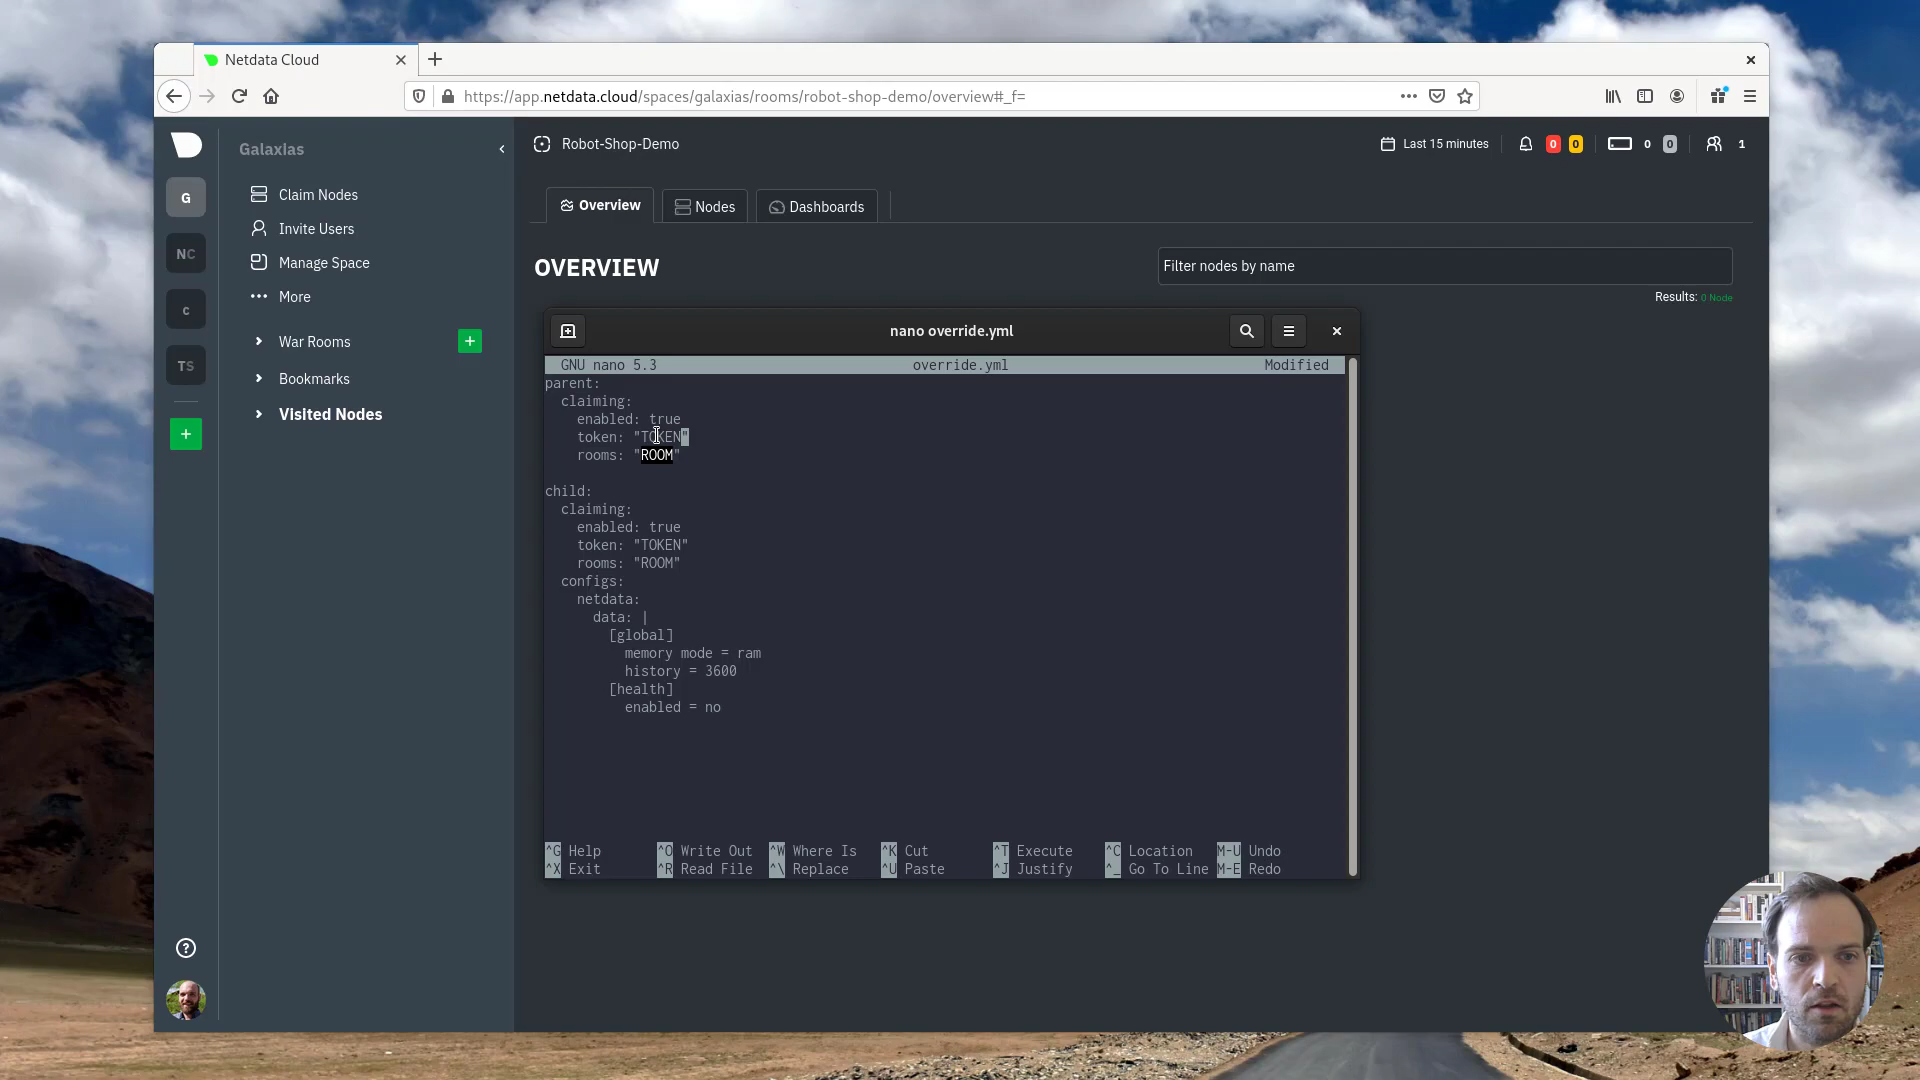 Netdata Cloud
https://app.netdata.cloud/spaces/galaxias/rooms/robot-shop-demo/overview#_f=
Galaxias
Robot-Shop-Demo
Last 15 minutes
0 0
0 0
1
G
NC
c
TS
Claim Nodes
Invite Users
Manage Space
More
War Rooms
Bookmarks
Visited Nodes
Overview
Nodes
Dashboards
OVERVIEW
Filter nodes by name
Results: 0 Node
nano override.yml
GNU nano 5.3 override.yml Modified
parent:
claiming:
enabled: true
token: "TOKEN"
rooms: "ROOM"
child:
claiming:
enabled: true
token: "TOKEN"
rooms: "ROOM"
configs:
netdata:
data: |
[global]
memory mode = ram
history = 3600
[health]
enabled = no
^G Help ^O Write Out ^W Where Is ^K Cut ^T Execute ^C Location M-U Undo
^X Exit ^R Read File ^\ Replace ^U Paste ^J Justify ^_ Go To Line M-E Redo